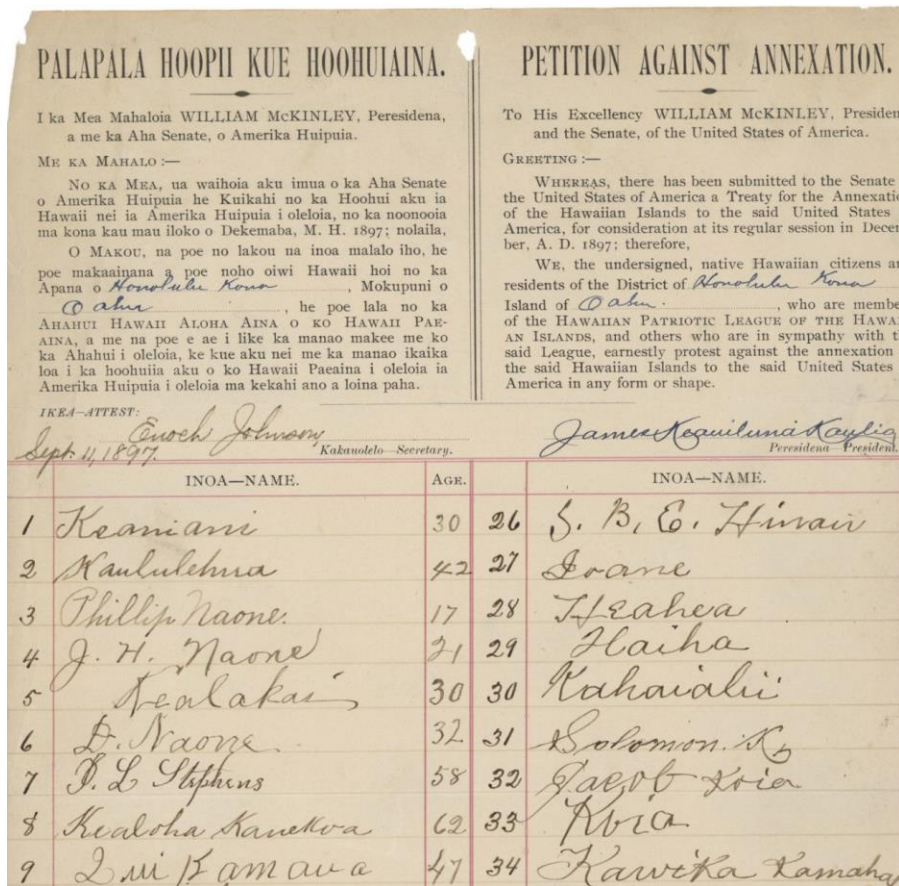 PALAPALA HOOPII KUE HOOHUIAINA.
I ka Mea Mahaloia WILLIAM McKINLEY, Peresidena,
a me ka Aha Senate, o Amerika Huipuia.
ME KA MAHALO :—
NO KA MEA, ua waihoia aku imua o ka Aha Senate
o Amerika Huipuia he Kuikahi no ka Hoohui aku ia
Hawaii nei ia Amerika Huipuia i oleloia, no ka noonooia
ma kona kau mau iloko o Dekemaba, M. H. 1897; nolaila,
O MAKOU, na poe no lakou na inoa malalo iho, he
poe makaainana a poe noho oiwi Hawaii hoi no ka
Apana o Honolulu Kona, Mokupuni o
Oahu, he poe lala no ka
AHAHUI HAWAII ALOHA AINA O KO HAWAII PAE-
AINA, a me na poe e ae i like ka manao makee me ko
ka Ahahui i oleloia, ke kue aku nei me ka manao ikaika
loa i ka hoohuiia aku o ko Hawaii Paeaina i oleloia ia
Amerika Huipuia i oleloia ma kekahi ano a loina paha.
PETITION AGAINST ANNEXATION.
To His Excellency WILLIAM McKINLEY, Presiden
and the Senate, of the United States of America.
GREETING :—
WHEREAS, there has been submitted to the Senate
the United States of America a Treaty for the Annexatio
of the Hawaiian Islands to the said United States
America, for consideration at its regular session in Decem
ber, A. D. 1897; therefore,
WE, the undersigned, native Hawaiian citizens an
residents of the District of Honolulu Kona
Island of Oahu., who are membe
of the HAWAIIAN PATRIOTIC LEAGUE OF THE HAWAI
AN ISLANDS, and others who are in sympathy with th
said League, earnestly protest against the annexation
the said Hawaiian Islands to the said United States
America in any form or shape.
IKEA—ATTEST:
Enoch Johnson
Sept. 11, 1897.
Kakauolelo—Secretary.
James Keauiluna Kaulia
Peresidena—President.
INOA—NAME. AGE. INOA—NAME.
1 Keaniani 30 26 S. B. E.
2 Kaululehua 42 27 Ioane
3 Phillip Naone. 17 28 Heahea
4 J. H. Naone 21 29 Haiha
5 Kealakai 30 30 Kahaialii
6 D. Naone 32 31 Solomon. K
7 L Stephens 58 32 Jacob Koia
8 Kealoha 62 33 Koia
9 Kamaua 47 34 Kawika Kamaha